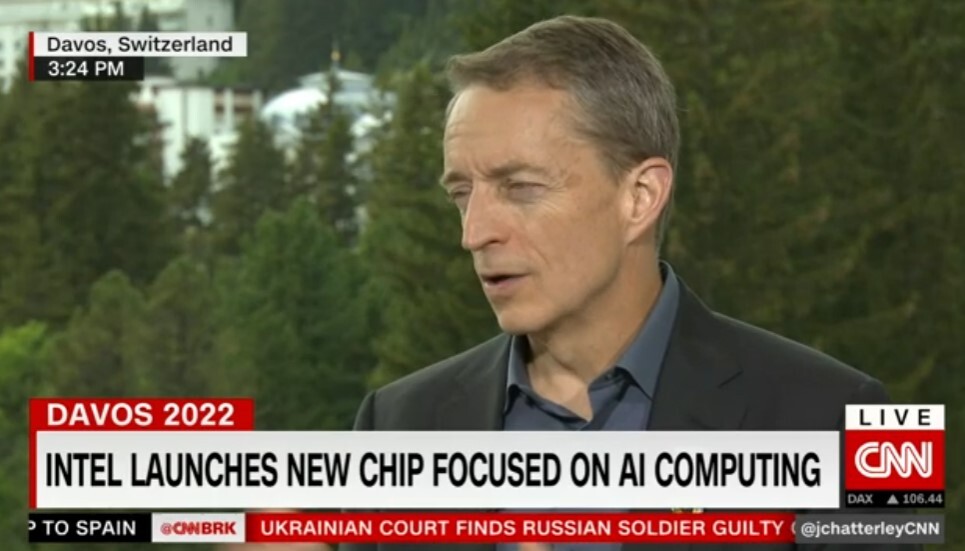 Davos, Switzerland
3:24 PM
DAVOS 2022
LIVE
INTEL LAUNCHES NEW CHIP FOCUSED ON AI COMPUTING
CNN
DAX ▲ 106.44
P TO SPAIN @CNNBRK UKRAINIAN COURT FINDS RUSSIAN SOLDIER GUILTY @jchatterleyCNN